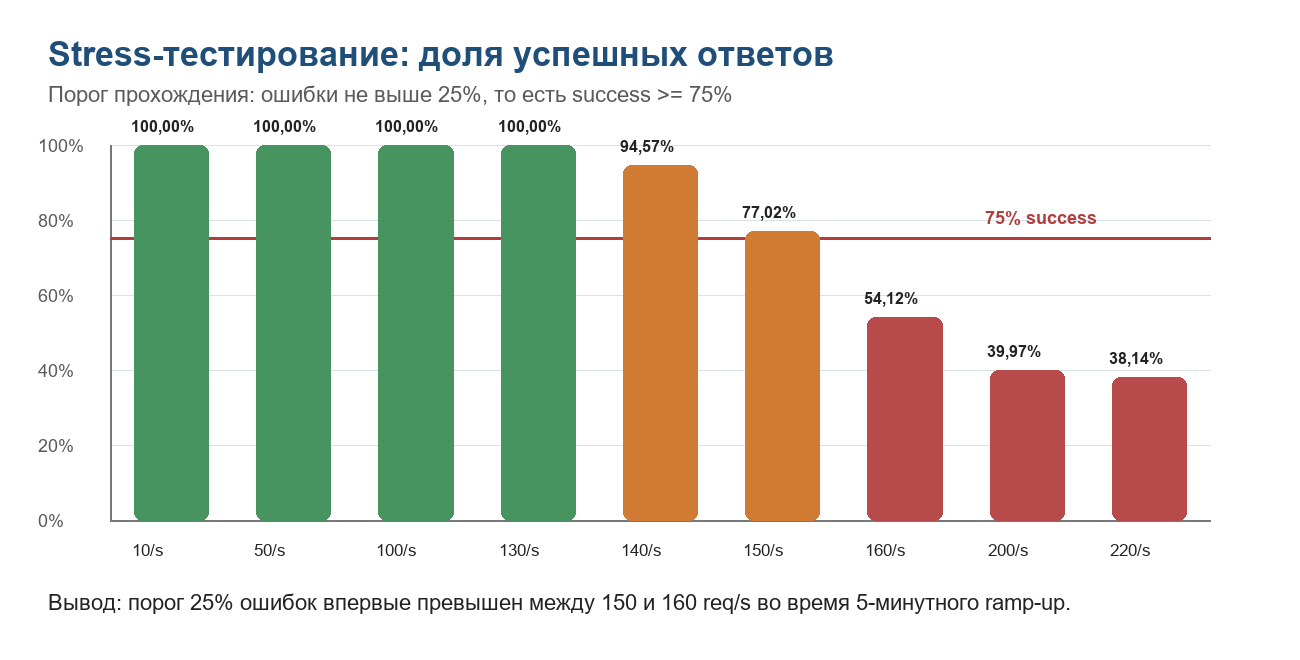 Stress-тестирование: доля успешных ответов
Порог прохождения: ошибки не выше 25%, то есть success >= 75%
100,00% 100,00% 100,00% 100,00% 94,57% 77,02% 54,12% 39,97% 38,14%
100%
80%
75% success
60%
40%
20%
0%
10/s 50/s 100/s 130/s 140/s 150/s 160/s 200/s 220/s
Вывод: порог 25% ошибок впервые превышен между 150 и 160 req/s во время 5-минутного ramp-up.